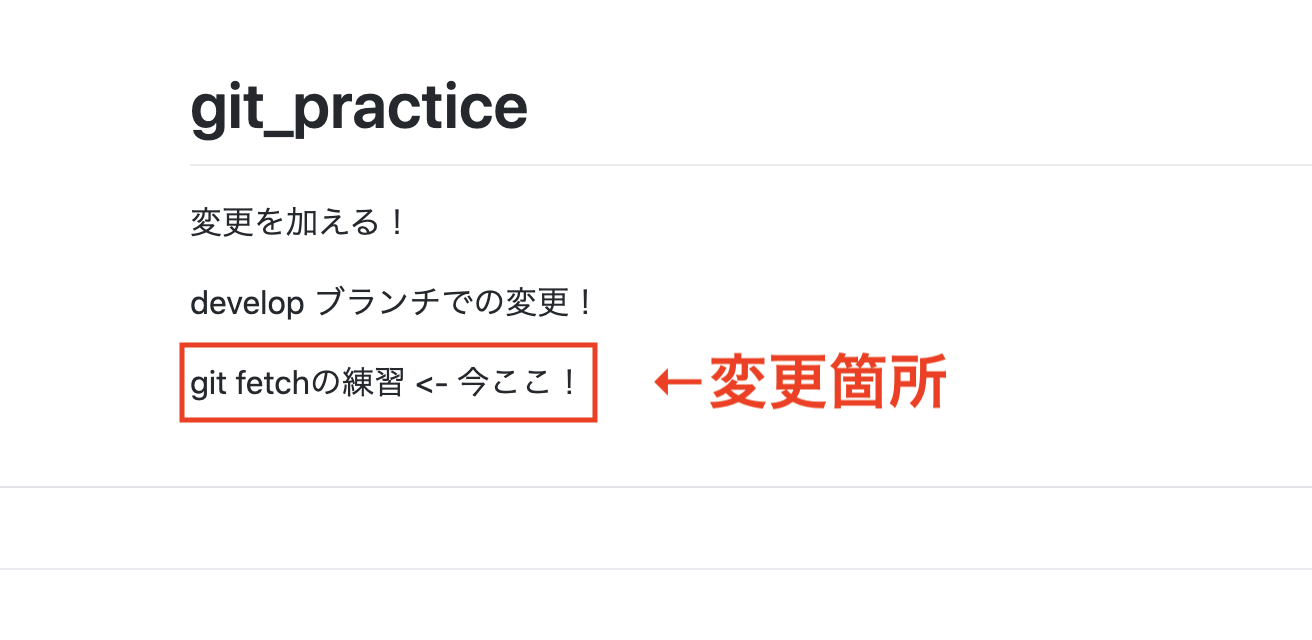 git_practice
変更を加える！
develop ブランチでの変更！
git fetchの練習 <- 今ここ！ ←変更箇所